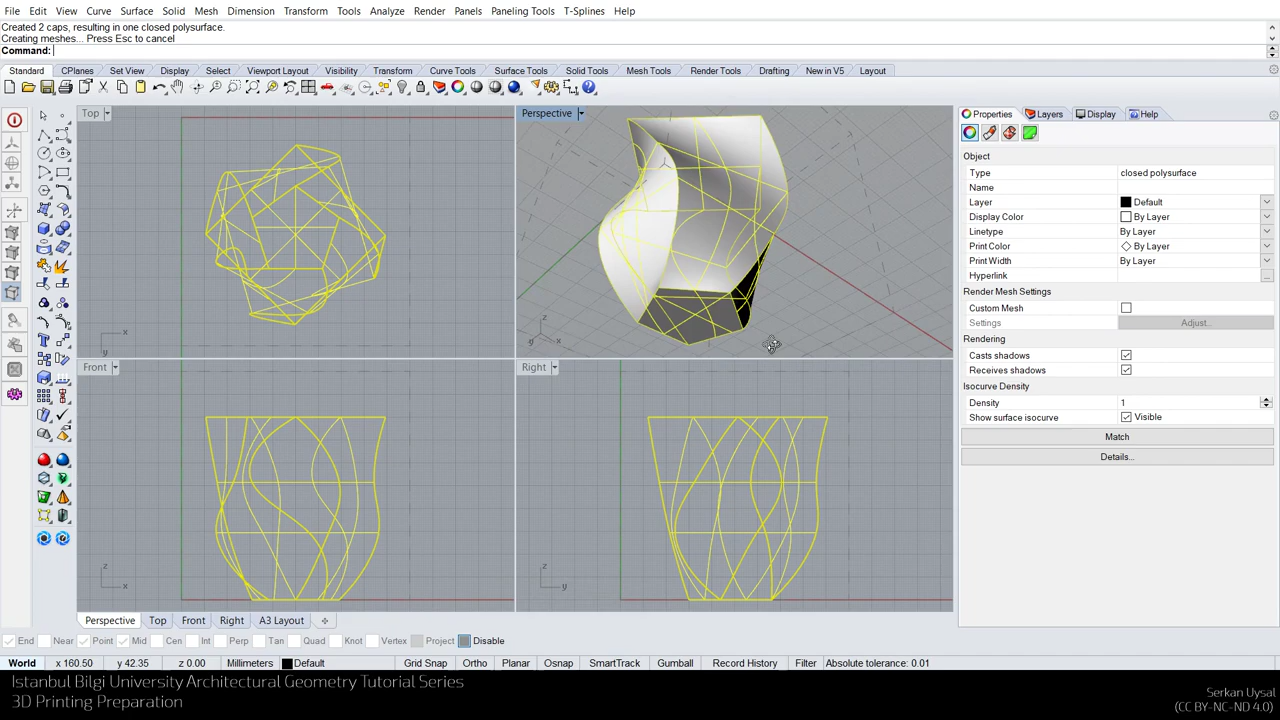 File Edit View Curve Surface Solid Mesh Dimension Transform Tools Analyze Render Panels Paneling Tools T-Splines Help
Created 2 caps, resulting in one closed polysurface.
Creating meshes... Press Esc to cancel
Command:
Standard CPlanes Set View Display Select Viewport Layout Visibility Transform Curve Tools Surface Tools Solid Tools Mesh Tools Render Tools Drafting New in V5 Layout
Top
Perspective
Properties Layers Display Help
Object
Type closed polysurface
Name
Layer Default
Display Color By Layer
Linetype By Layer
Print Color By Layer
Print Width By Layer
Hyperlink ...
Render Mesh Settings
Custom Mesh
Settings Adjust...
Rendering
Casts shadows
Receives shadows
Isocurve Density
Density 1
Show surface isocurve Visible
Match
Details...
x
y
z
y
x
Front
Right
z
x
z
y
Perspective Top Front Right A3 Layout
End Near Point Mid Cen Int Perp Tan Quad Knot Vertex Project Disable
World x 160.50 y 42.35 z 0.00 Millimeters Default Grid Snap Ortho Planar Osnap SmartTrack Gumball Record History Filter Absolute tolerance: 0.01
Istanbul Bilgi University Architectural Geometry Tutorial Series
3D Printing Preparation
Serkan Uysal
(CC BY-NC-ND 4.0)